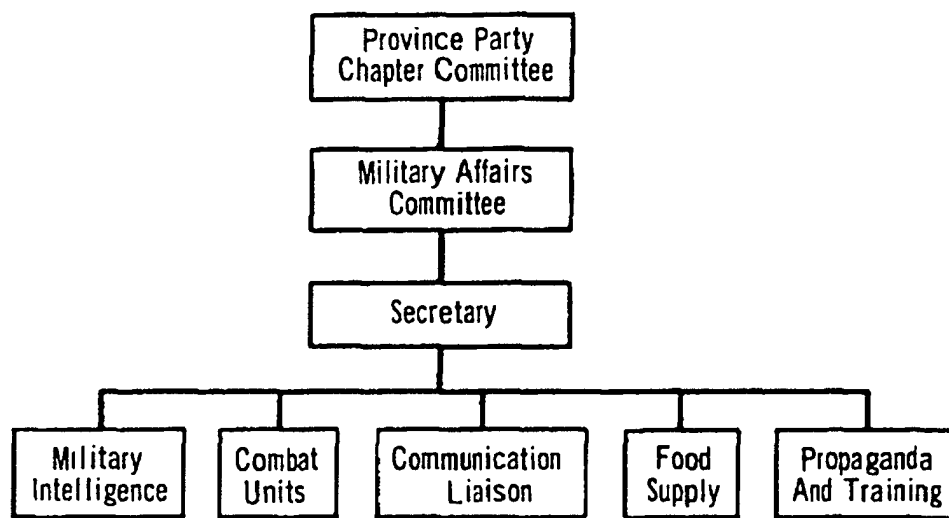 Province Party
Chapter Committee
Military Affairs
Committee
Secretary
Military
Intelligence
Combat
Units
Communication
Liaison
Food
Supply
Propaganda
And Training